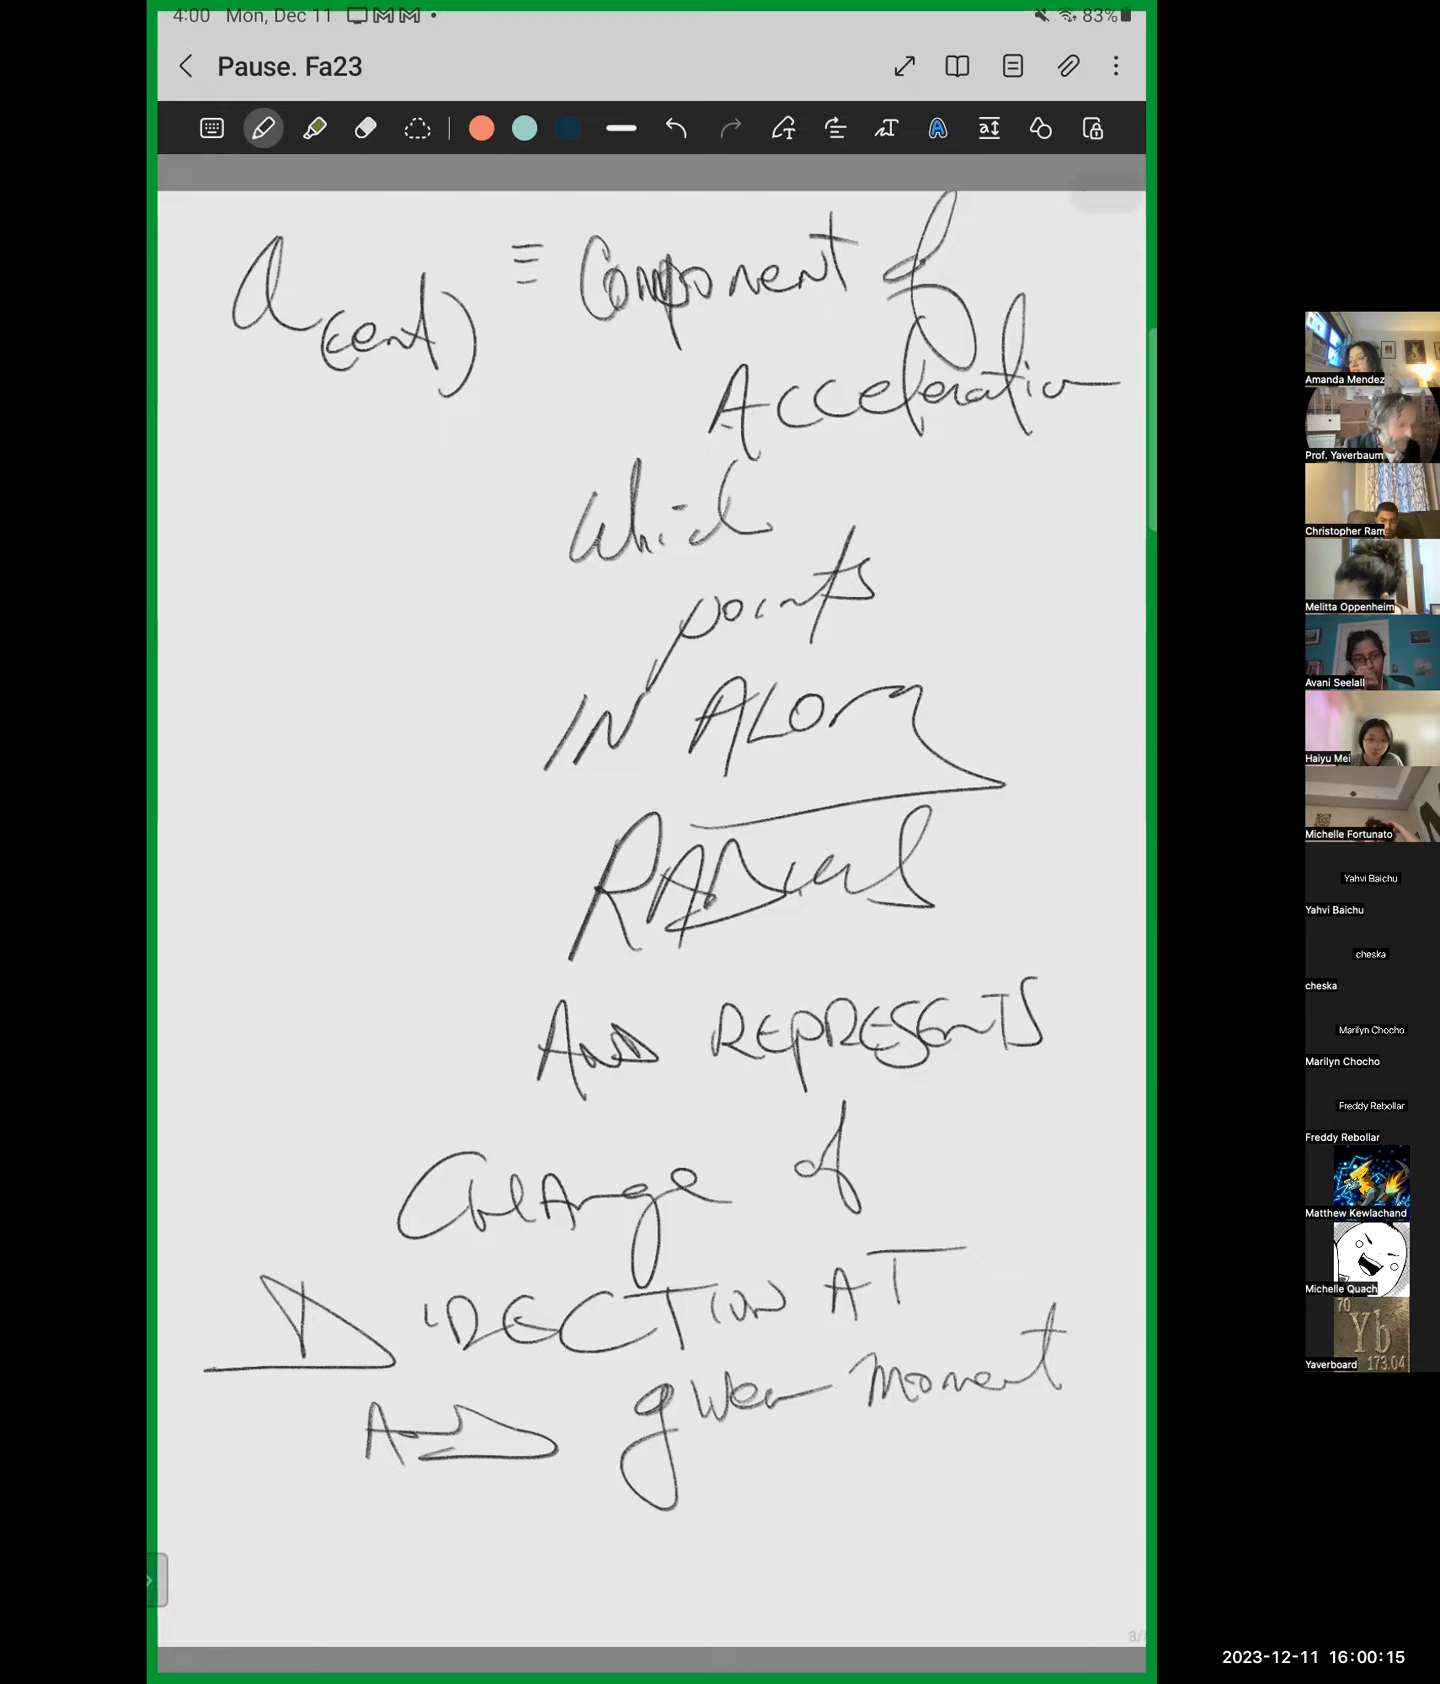 4:00 Mon, Dec 11
83%
Pause. Fa23
a(cent) ≡ Component of
Acceleration
which
points
IN ALONG
RADIUS
AND REPRESENTS
CHANGE of
DIRECTION AT
given moment
8/
Amanda Mendez
Prof. Yaverbaum
Christopher Ram
Melitta Oppenheim
Avani Seelall
Haiyu Mei
Michelle Fortunato
Yahvi Baichu
Yahvi Baichu
cheska
cheska
Marilyn Chocho
Marilyn Chocho
Freddy Rebollar
Freddy Rebollar
Matthew Kewlachand
Michelle Quach
70
Yb
173.04
Yaverboard
2023-12-11 16:00:15